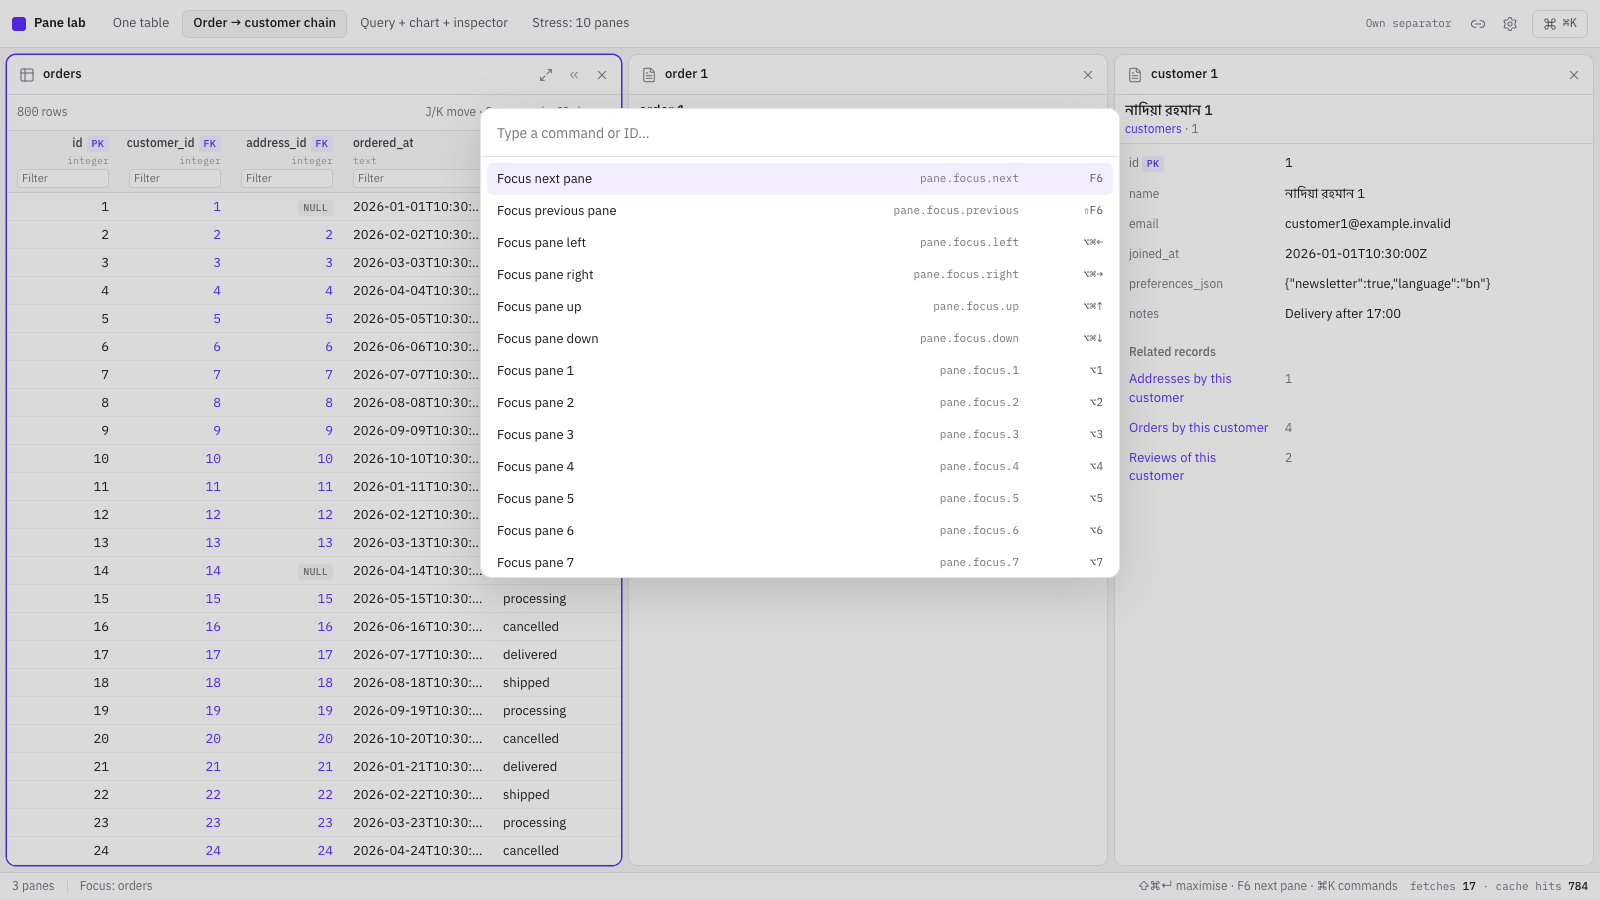 Pane lab
One table
Order → customer chain
Query + chart + inspector
Stress: 10 panes
Own separator
⌘ ⌘K
orders
800 rows
J/K move ·
id PK customer_id FK address_id FK ordered_at
integer integer integer text
Filter Filter Filter Filter
1 1 NULL 2026-01-01T10:30:...
2 2 2 2026-02-02T10:30:...
3 3 3 2026-03-03T10:30:...
4 4 4 2026-04-04T10:30:...
5 5 5 2026-05-05T10:30:...
6 6 6 2026-06-06T10:30:...
7 7 7 2026-07-07T10:30:...
8 8 8 2026-08-08T10:30:...
9 9 9 2026-09-09T10:30:...
10 10 10 2026-10-10T10:30:...
11 11 11 2026-01-11T10:30:...
12 12 12 2026-02-12T10:30:...
13 13 13 2026-03-13T10:30:...
14 14 NULL 2026-04-14T10:30:...
15 15 15 2026-05-15T10:30:... processing
16 16 16 2026-06-16T10:30:... cancelled
17 17 17 2026-07-17T10:30:... delivered
18 18 18 2026-08-18T10:30:... shipped
19 19 19 2026-09-19T10:30:... processing
20 20 20 2026-10-20T10:30:... cancelled
21 21 21 2026-01-21T10:30:... delivered
22 22 22 2026-02-22T10:30:... shipped
23 23 23 2026-03-23T10:30:... processing
24 24 24 2026-04-24T10:30:... cancelled
order 1
order 1
Type a command or ID...
Focus next pane pane.focus.next F6
Focus previous pane pane.focus.previous ⇧F6
Focus pane left pane.focus.left ⌥⌘←
Focus pane right pane.focus.right ⌥⌘→
Focus pane up pane.focus.up ⌥⌘↑
Focus pane down pane.focus.down ⌥⌘↓
Focus pane 1 pane.focus.1 ⌥1
Focus pane 2 pane.focus.2 ⌥2
Focus pane 3 pane.focus.3 ⌥3
Focus pane 4 pane.focus.4 ⌥4
Focus pane 5 pane.focus.5 ⌥5
Focus pane 6 pane.focus.6 ⌥6
Focus pane 7 pane.focus.7 ⌥7
customer 1
নাদিয়া রহমান 1
customers · 1
id PK 1
name নাদিয়া রহমান 1
email customer1@example.invalid
joined_at 2026-01-01T10:30:00Z
preferences_json {"newsletter":true,"language":"bn"}
notes Delivery after 17:00
Related records
Addresses by this 1
customer
Orders by this customer 4
Reviews of this 2
customer
3 panes
Focus: orders
⇧⌘↵ maximise · F6 next pane · ⌘K commands
fetches 17 · cache hits 784